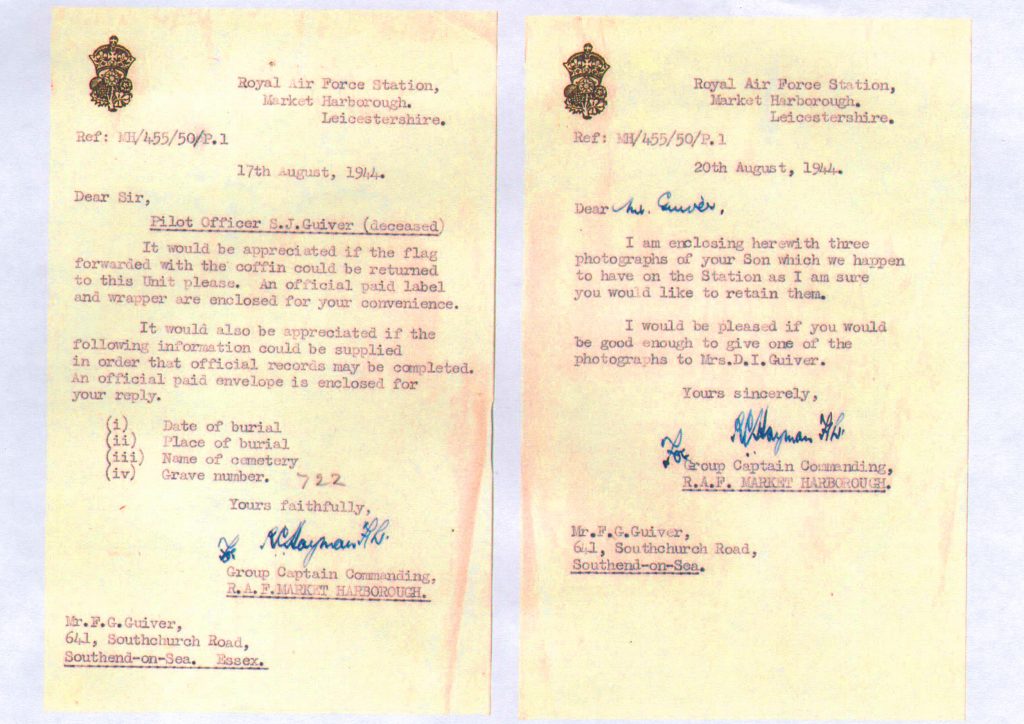 Royal Air Force Station,
Market Harborough.
Leicestershire.
Ref: MH/455/50/P.1
17th August, 1944.
Dear Sir,
Pilot Officer S.J.Guiver (deceased)
It would be appreciated if the flag
forwarded with the coffin could be returned
to this Unit please. An official paid label
and wrapper are enclosed for your convenience.
It would also be appreciated if the
following information could be supplied
in order that official records may be completed.
An official paid envelope is enclosed for
your reply.
(i) Date of burial
(ii) Place of burial
(iii) Name of cemetery
(iv) Grave number. 722
Yours faithfully,
For RCHayman F/L.
Group Captain Commanding,
R.A.F.MARKET HARBOROUGH.
Mr.F.G.Guiver,
641, Southchurch Road,
Southend-on-Sea. Essex.
Royal Air Force Station,
Market Harborough.
Leicestershire.
Ref: MH/455/50/P.1
20th August, 1944.
Dear Mr. Guiver,
I am enclosing herewith three
photographs of your Son which we happen
to have on the Station as I am sure
you would like to retain them.
I would be pleased if you would
be good enough to give one of the
photographs to Mrs.D.I.Guiver.
Yours sincerely,
RCHayman F/L.
For
Group Captain Commanding,
R.A.F. MARKET HARBOROUGH.
Mr.F.G.Guiver,
641, Southchurch Road,
Southend-on-Sea.